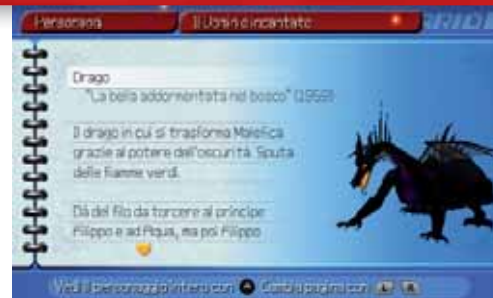 Personaggi
Il Dominio incantato
Drago
"La bella addormentata nel bosco" (1959)
Il drago in cui si trasforma Malefica
grazie al potere dell'oscurità. Sputa
delle fiamme verdi.
Dà del filo da torcere al principe
Filippo e ad Aqua, ma poi Filippo
Vedi il personaggio intero con Cambia pagina con L R